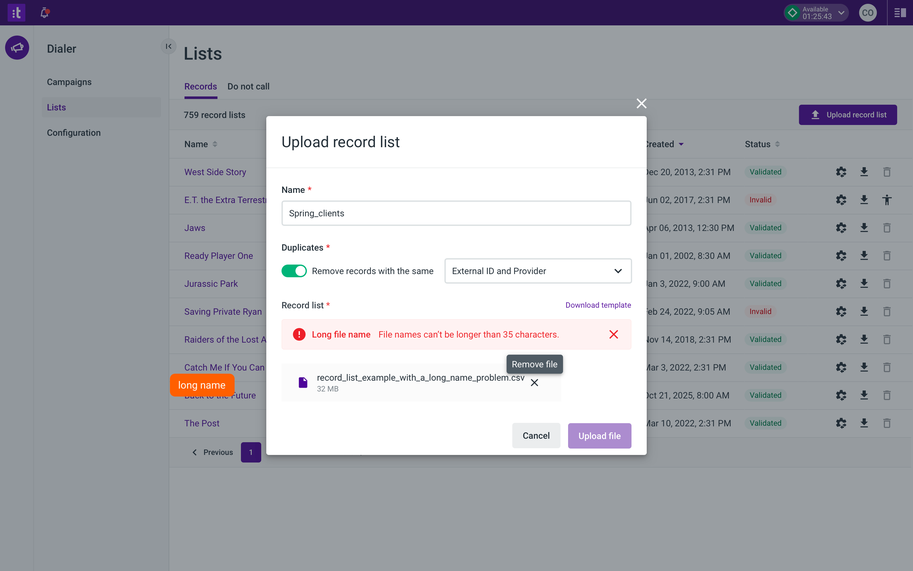 :t
Available
01:25:43
CO
Dialer
Campaigns
Lists
Configuration
Lists
Records
Do not call
759 record lists
Upload record list
Name
Created
Status
West Side Story
Dec 20, 2013, 2:31 PM
Validated
E.T. the Extra Terrest
Jun 02, 2017, 2:31 PM
Invalid
Jaws
Apr 06, 2013, 12:30 PM
Validated
Ready Player One
Jan 01, 2002, 8:30 AM
Validated
Jurassic Park
Jan 3, 2022, 9:00 AM
Validated
Saving Private Ryan
Feb 24, 2022, 9:05 AM
Invalid
Raiders of the Lost A
Nov 14, 2018, 2:31 PM
Validated
Catch Me If You Can
Mar 3, 2022, 2:31 PM
Validated
Back to the Future
Oct 21, 2025, 8:00 AM
Validated
The Post
Mar 10, 2022, 2:31 PM
Validated
Previous
1
long name
Upload record list
Name *
Spring_clients
Duplicates *
Remove records with the same
External ID and Provider
Record list *
Download template
Long file name File names can't be longer than 35 characters.
Remove file
record_list_example_with_a_long_name_problem.csv
32 MB
Cancel
Upload file